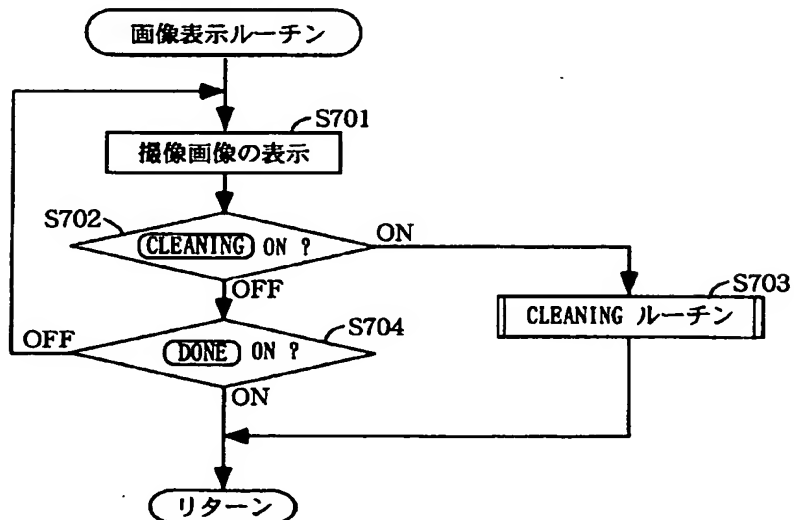 画像表示ルーチン
S701
撮像画像の表示
S702
CLEANING ON ?
ON
OFF
S703
CLEANING ルーチン
S704
DONE ON ?
OFF
ON
リターン